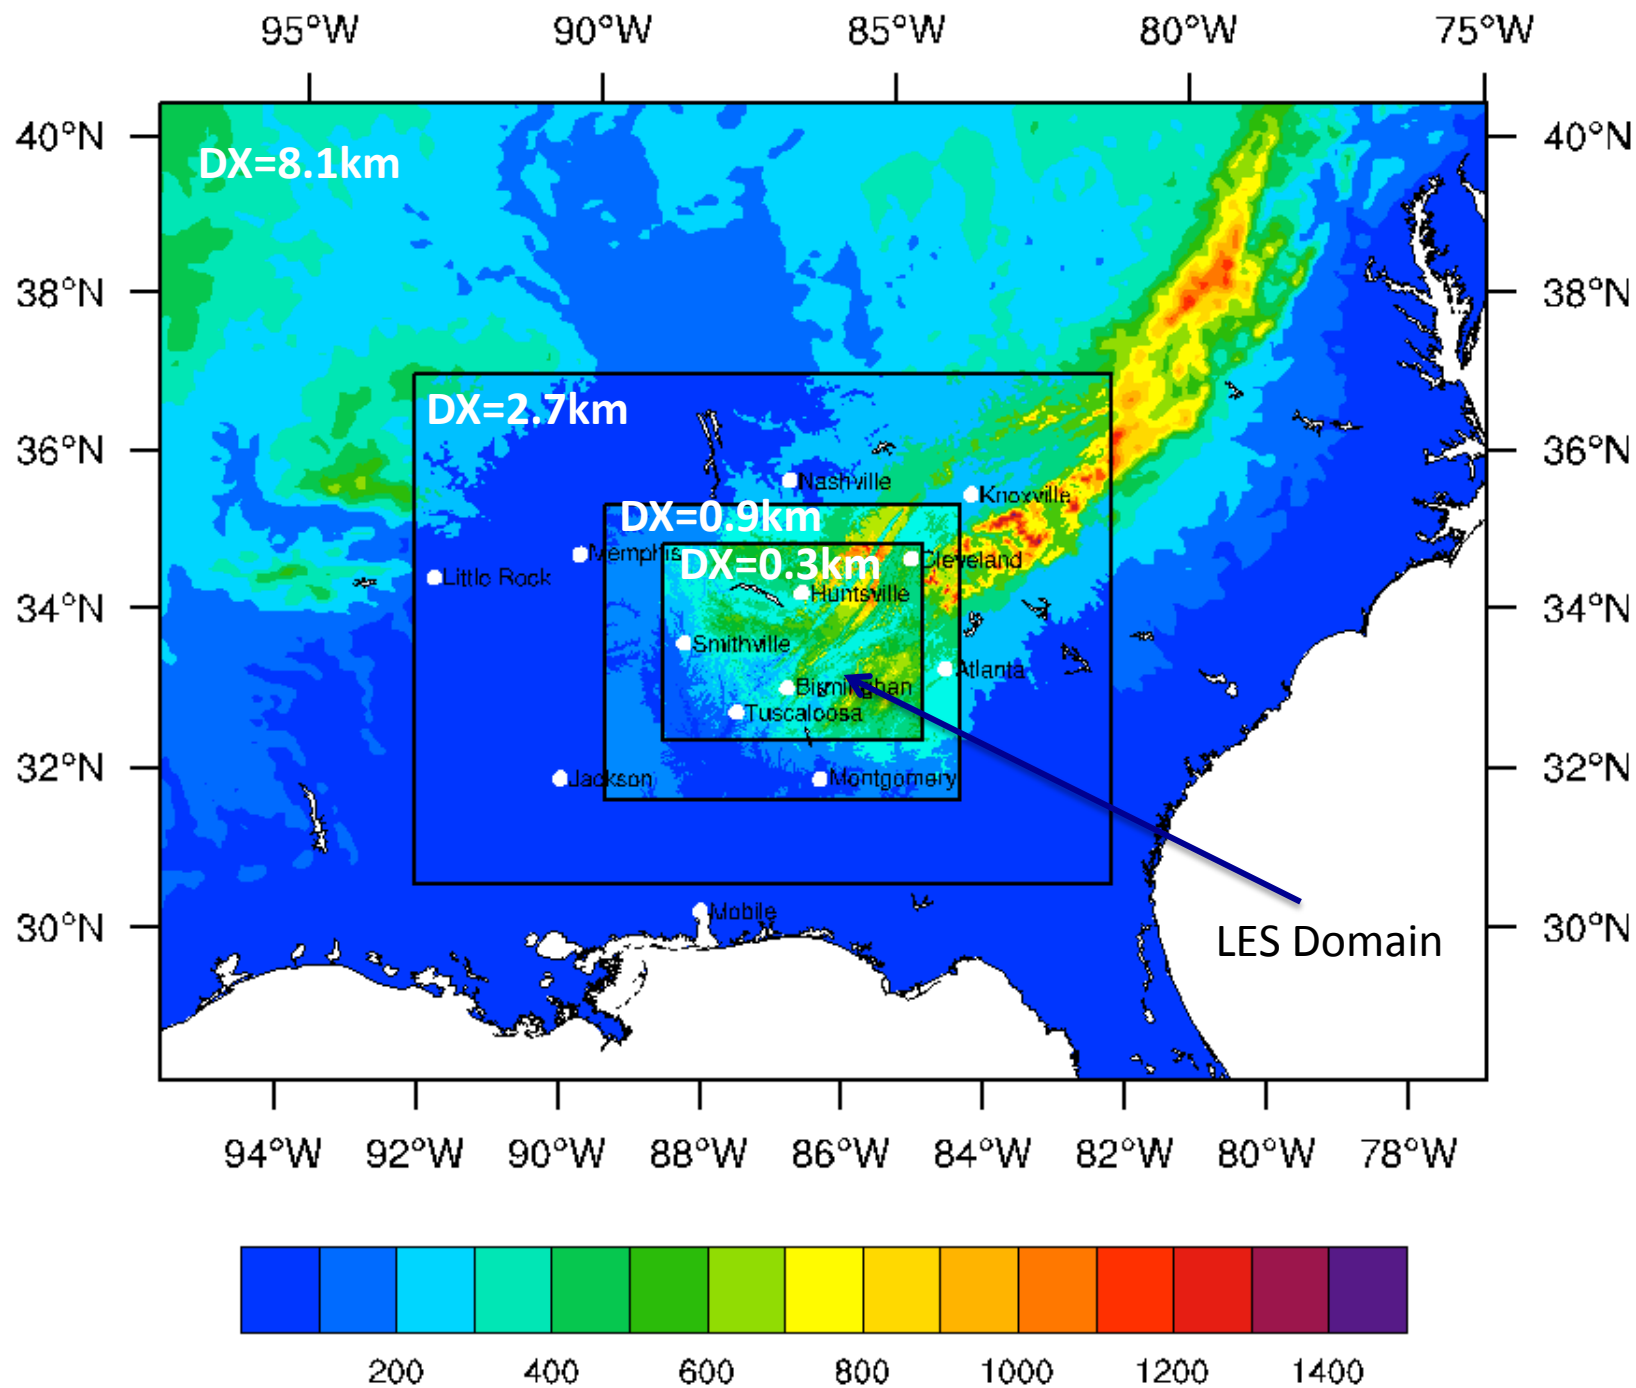 95°W 90°W 85°W 80°W 75°W
40°N 40°N
DX=8.1km
38°N 38°N
DX=2.7km
36°N 36°N
Nashville
Knoxville
DX=0.9km
Memphis
Cleveland
DX=0.3km
Little Rock
Huntsville
34°N 34°N
Smithville
Atlanta
Birminghan
Tuscaloosa
32°N 32°N
Jackson
Montgomery
Mobile
30°N 30°N
LES Domain
94°W 92°W 90°W 88°W 86°W 84°W 82°W 80°W 78°W
200 400 600 800 1000 1200 1400